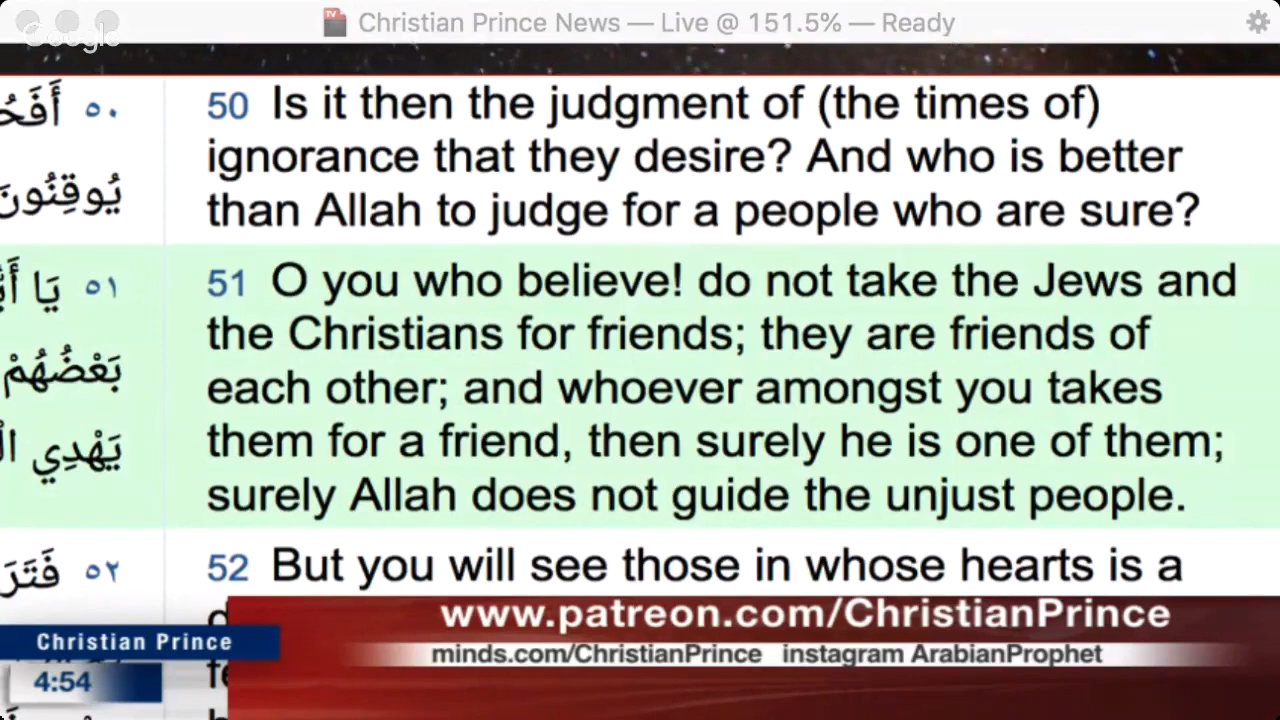 Christian Prince News — Live @ 151.5% — Ready
Google
٥٠
50 Is it then the judgment of (the times of)
يُوقِنُونَ
ignorance that they desire? And who is better
than Allah to judge for a people who are sure?
٥١ يَا
51 O you who believe! do not take the Jews and
the Christians for friends; they are friends of
بَعْضُهُمْ
each other; and whoever amongst you takes
يَهْدِي
them for a friend, then surely he is one of them;
surely Allah does not guide the unjust people.
٥٢
52 But you will see those in whose hearts is a
www.patreon.com/ChristianPrince
Christian Prince
minds.com/ChristianPrince instagram ArabianProphet
4:54